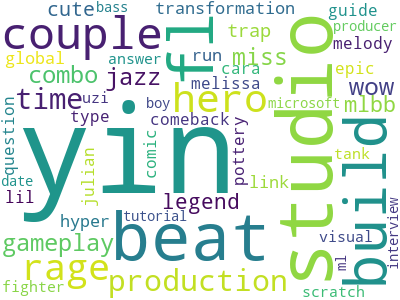 cute
bass
transformation
guide
couple
fl
studio
trap
producer
melody
global
answer
run
miss
epic
combo
jazz
cara
wow
uzi
melissa
time
hero
microsoft
mlbb
question
type
boy
comeback
build
yin
comic
pottery
link
tank
julian
date
lil
legend
interview
hyper
tutorial
beat
visual
gameplay
ml
rage
production
fighter
scratch